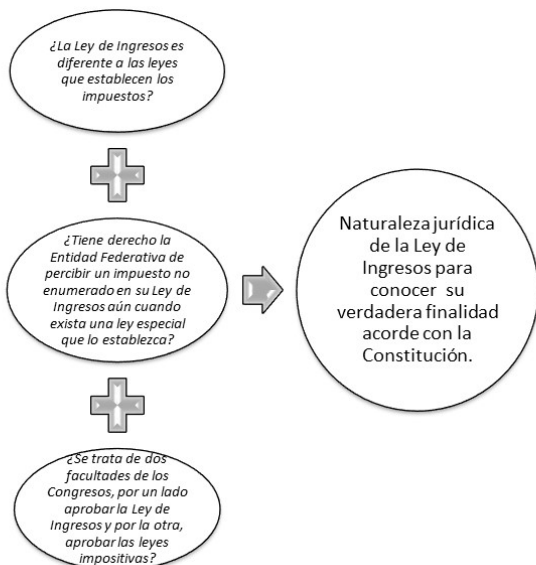 ¿La Ley de Ingresos es
diferente a las leyes
que establecen los
impuestos?
¿Tiene derecho la
Entidad Federativa de
percibir un impuesto no
enumerado en su Ley de
Ingresos aún cuando
exista una ley especial
que lo establezca?
¿Se trata de dos
facultades de los
Congresos, por un lado
aprobar la Ley de
Ingresos y por la otra,
aprobar las leyes
impositivas?
Naturaleza jurídica
de la Ley de
Ingresos para
conocer su
verdadera finalidad
acorde con la
Constitución.